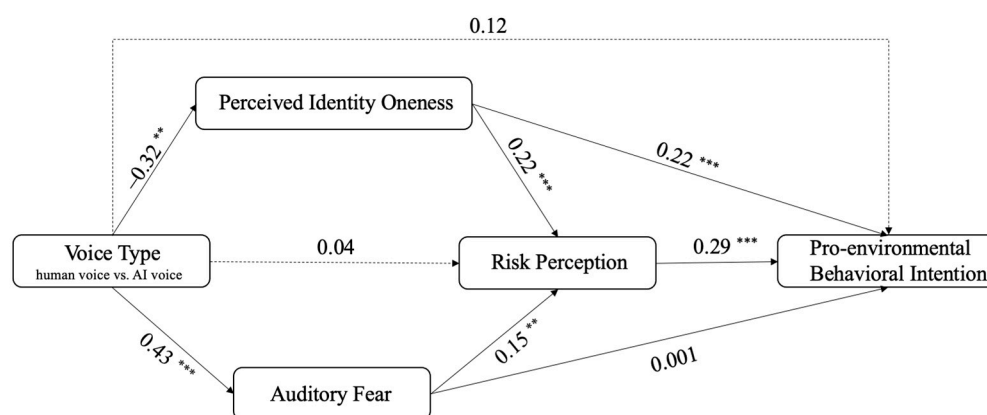 0.12
Perceived Identity Oneness
–0.32 **
0.22 ***
0.22 ***
Voice Type
human voice vs. AI voice
0.04
Risk Perception
0.29 ***
Pro-environmental
Behavioral Intention
0.43 ***
0.15 **
0.001
Auditory Fear